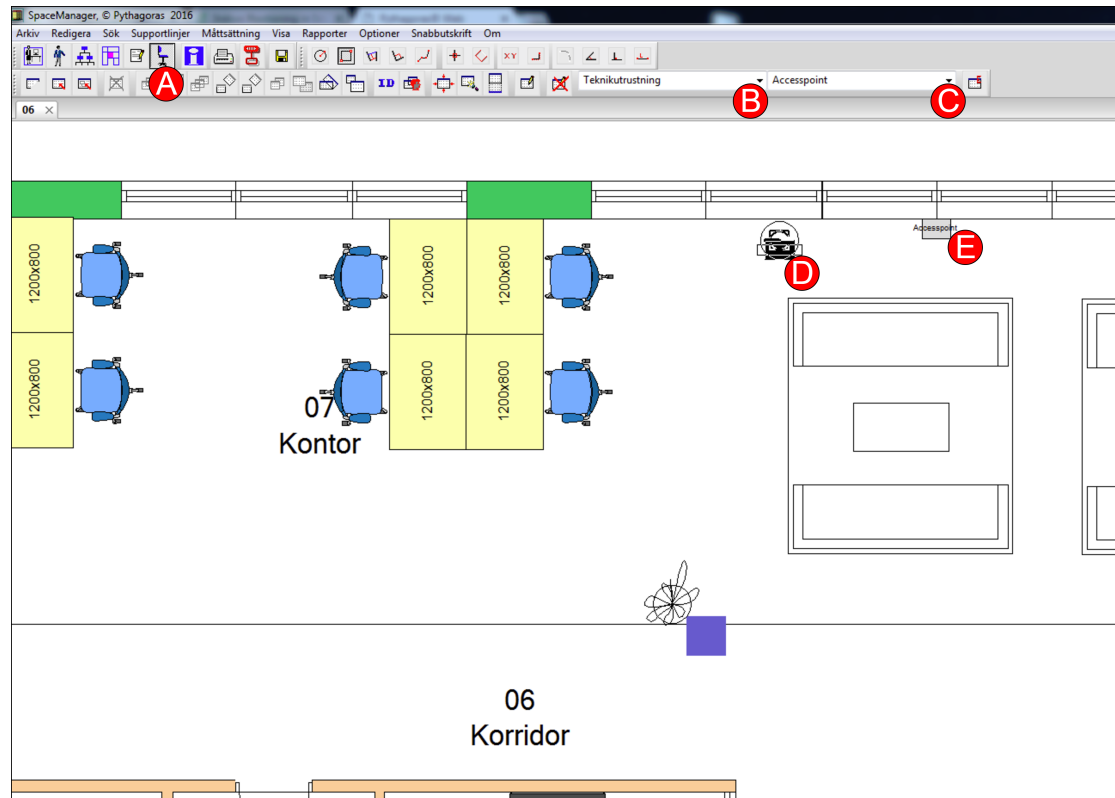 SpaceManager, © Pythagoras 2016
Arkiv Redigera Sök Supportlinjer Måttsättning Visa Rapporter Optioner Snabbutskrift Om
XY
ID Teknikutrustning Accesspoint
A B C
06
Accesspoint
E
D
1200x800 1200x800 1200x800
1200x800 1200x800 1200x800
07
Kontor
06
Korridor